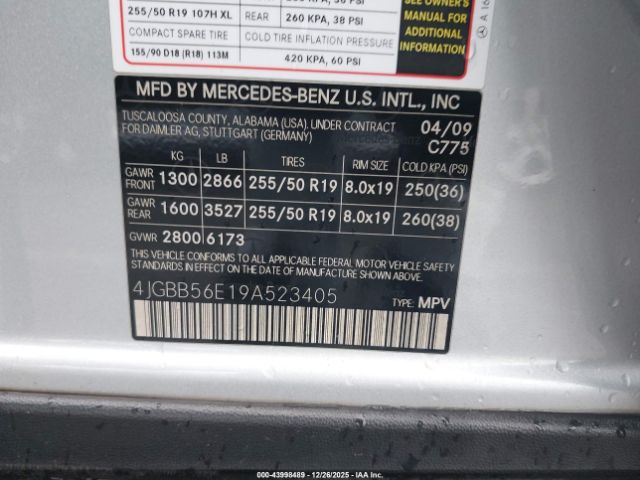 255/50 R19 107H XL REAR 260 KPA, 38 PSI
COMPACT SPARE TIRE COLD TIRE INFLATION PRESSURE
155/90 D18 (R18) 113M 420 KPA, 60 PSI
SEE OWNER'S
MANUAL FOR
ADDITIONAL
INFORMATION
A 16
MFD BY MERCEDES-BENZ U.S. INTL., INC
TUSCALOOSA COUNTY, ALABAMA (USA), UNDER CONTRACT 04/09
FOR DAIMLER AG, STUTTGART (GERMANY) C775
KG LB TIRES RIM SIZE COLD KPA (PSI)
GAWR FRONT 1300 2866 255/50 R19 8.0x19 250(36)
GAWR REAR 1600 3527 255/50 R19 8.0x19 260(38)
GVWR 2800 6173
THIS VEHICLE CONFORMS TO ALL APPLICABLE FEDERAL MOTOR VEHICLE
SAFETY STANDARDS IN EFFECT ON THE DATE OF MANUFACTURE SHOWN ABOVE.
4JGBB56E19A523405
TYPE: MPV
00-43998489 12/26/2025 CDJR